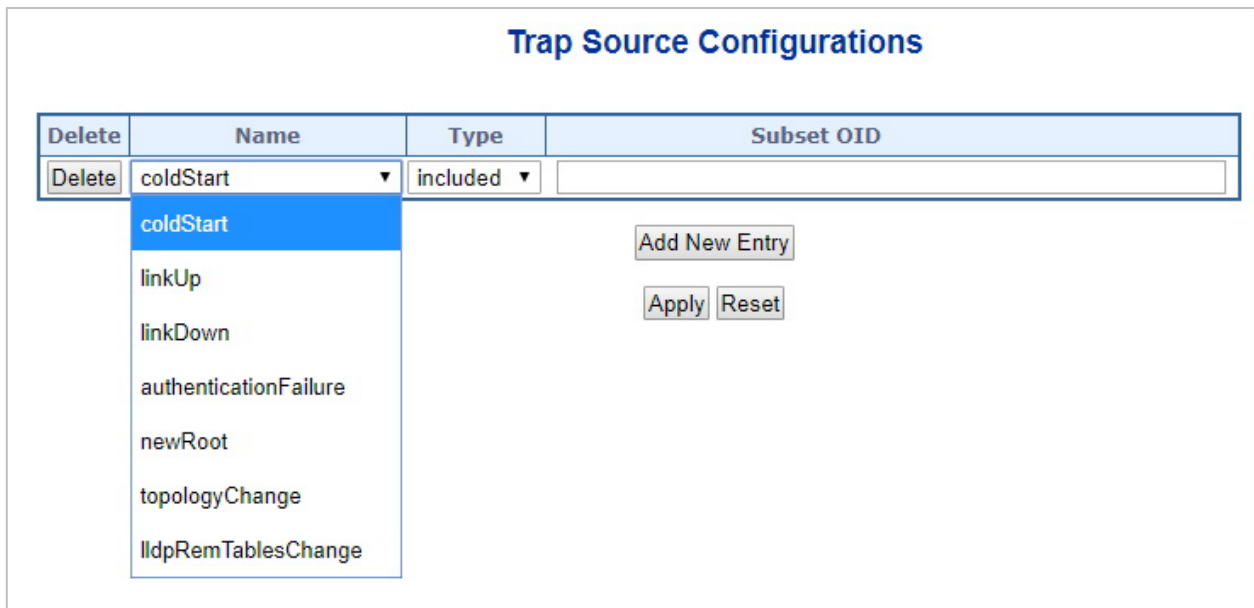 Trap Source Configurations
Delete Name Type Subset OID
Delete coldStart included
coldStart
linkUp
linkDown
authenticationFailure
newRoot
topologyChange
lldpRemTablesChange
Add New Entry
Apply Reset